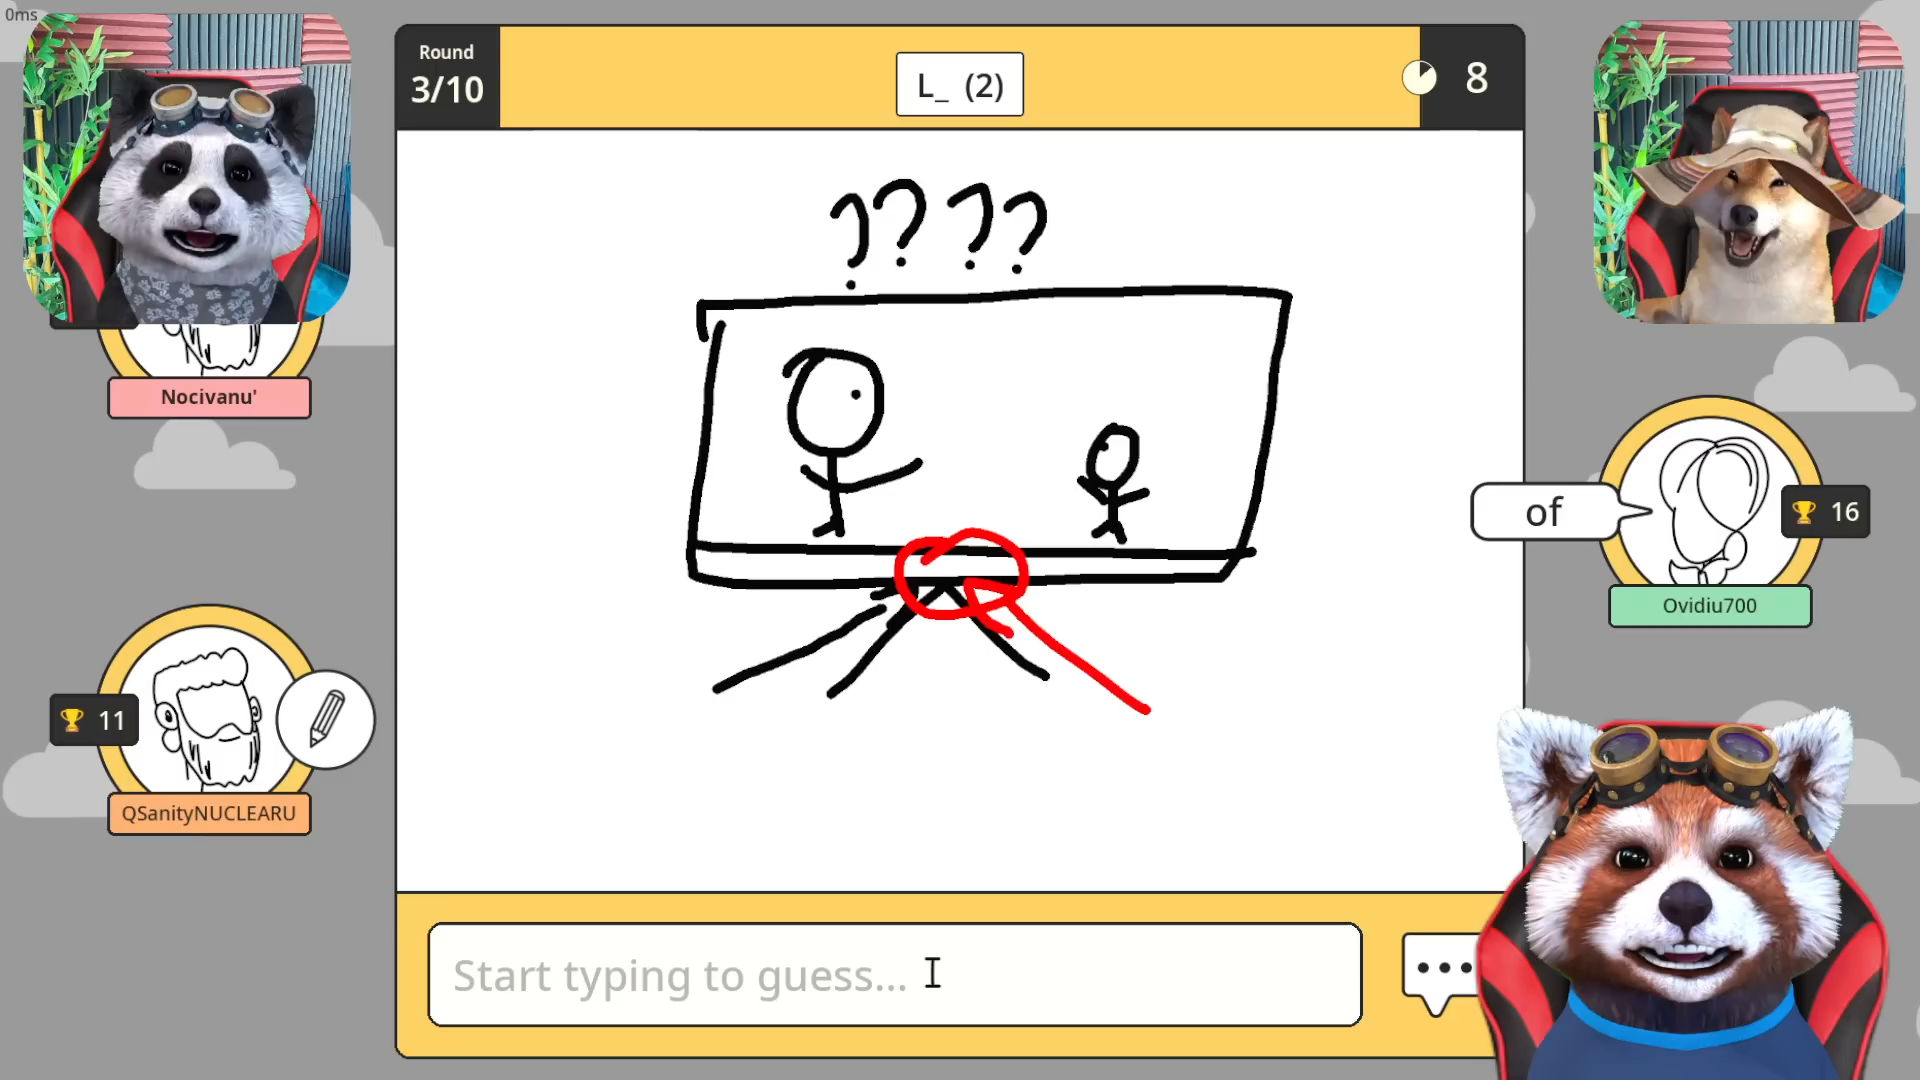 0ms
Round
3/10
L_ (2)
8
????
Nocivanu'
of
16
Ovidiu700
11
QSanityNUCLEARU
Start typing to guess...